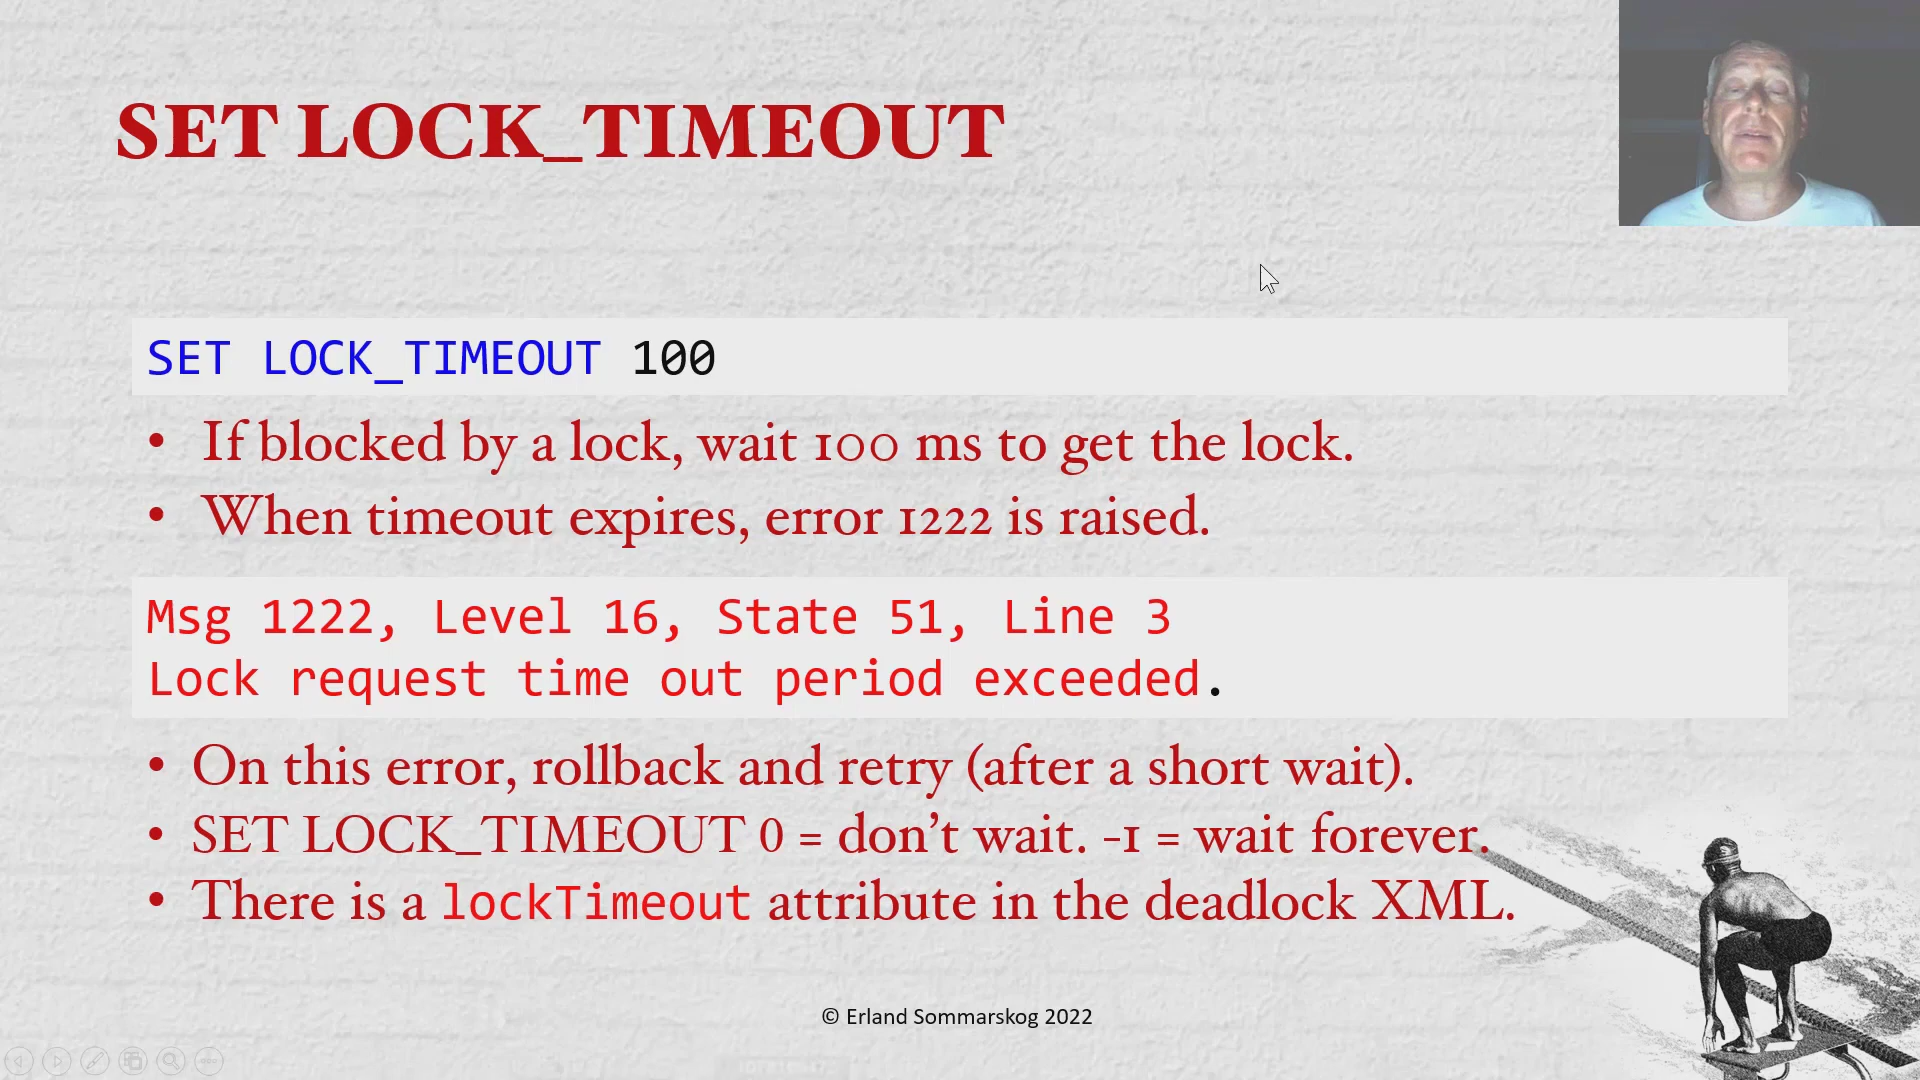 SET LOCK_TIMEOUT
SET LOCK_TIMEOUT 100
• If blocked by a lock, wait 100 ms to get the lock.
• When timeout expires, error 1222 is raised.
Msg 1222, Level 16, State 51, Line 3
Lock request time out period exceeded.
• On this error, rollback and retry (after a short wait).
• SET LOCK_TIMEOUT 0 = don’t wait. -1 = wait forever.
• There is a lockTimeout attribute in the deadlock XML.
© Erland Sommarskog 2022